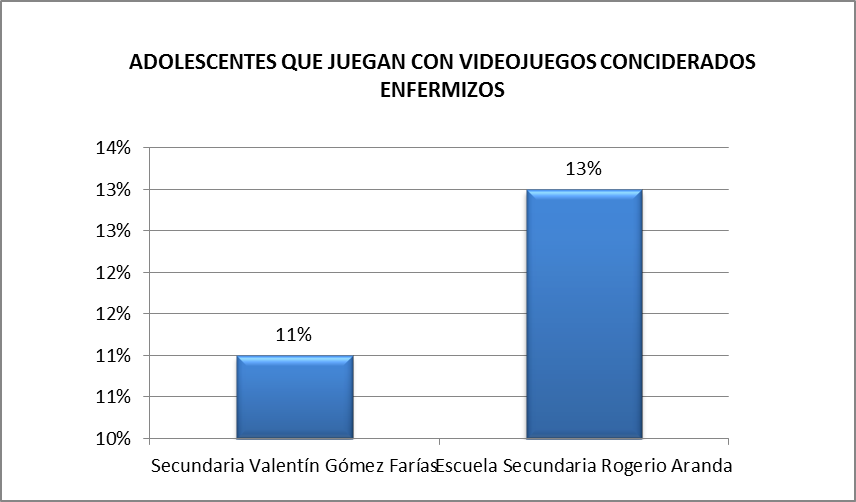 ADOLESCENTES QUE JUEGAN CON VIDEOJUEGOS CONCIDERADOS
ENFERMIZOS
14%
13%
13%
12%
12%
11%
11%
10%
11%
13%
Secundaria Valentín Gómez Farías
Escuela Secundaria Rogerio Aranda